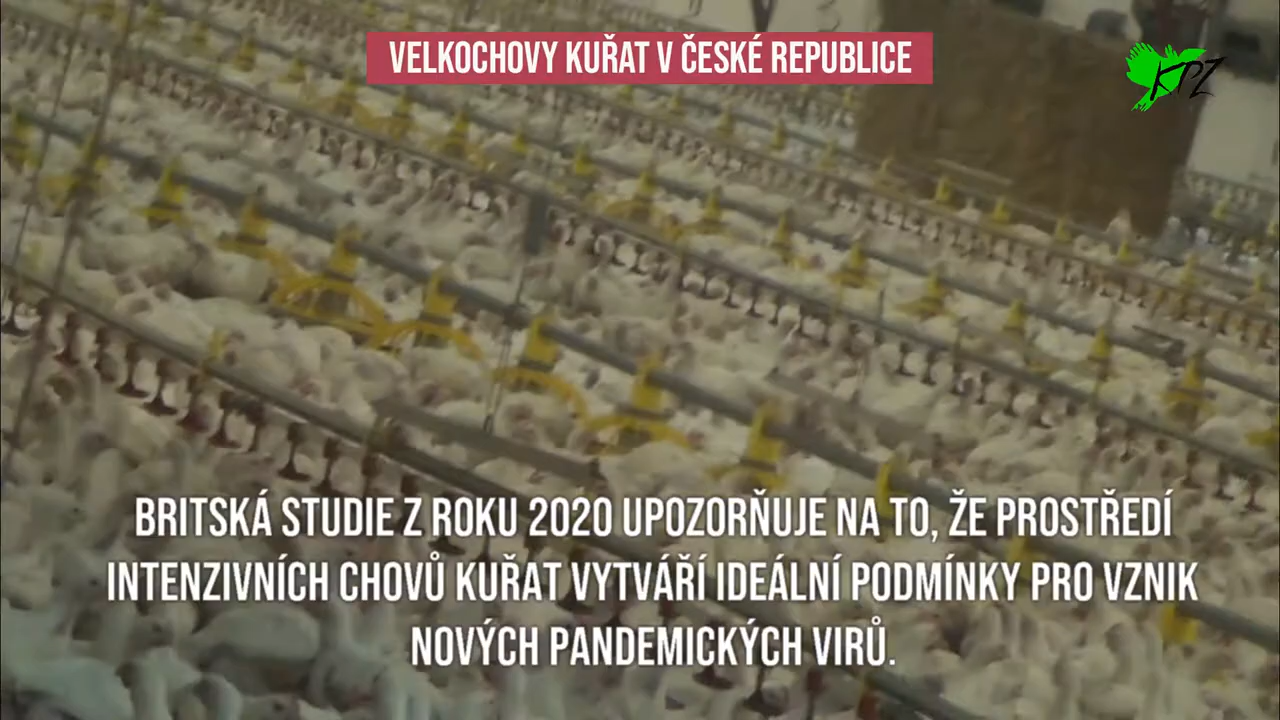 VELKOCHOVY KUŘAT V ČESKÉ REPUBLICE
KPZ
BRITSKÁ STUDIE Z ROKU 2020 UPOZORŇUJE NA TO, ŽE PROSTŘEDÍ
INTENZIVNÍCH CHOVŮ KUŘAT VYTVÁŘÍ IDEÁLNÍ PODMÍNKY PRO VZNIK
NOVÝCH PANDEMICKÝCH VIRŮ.